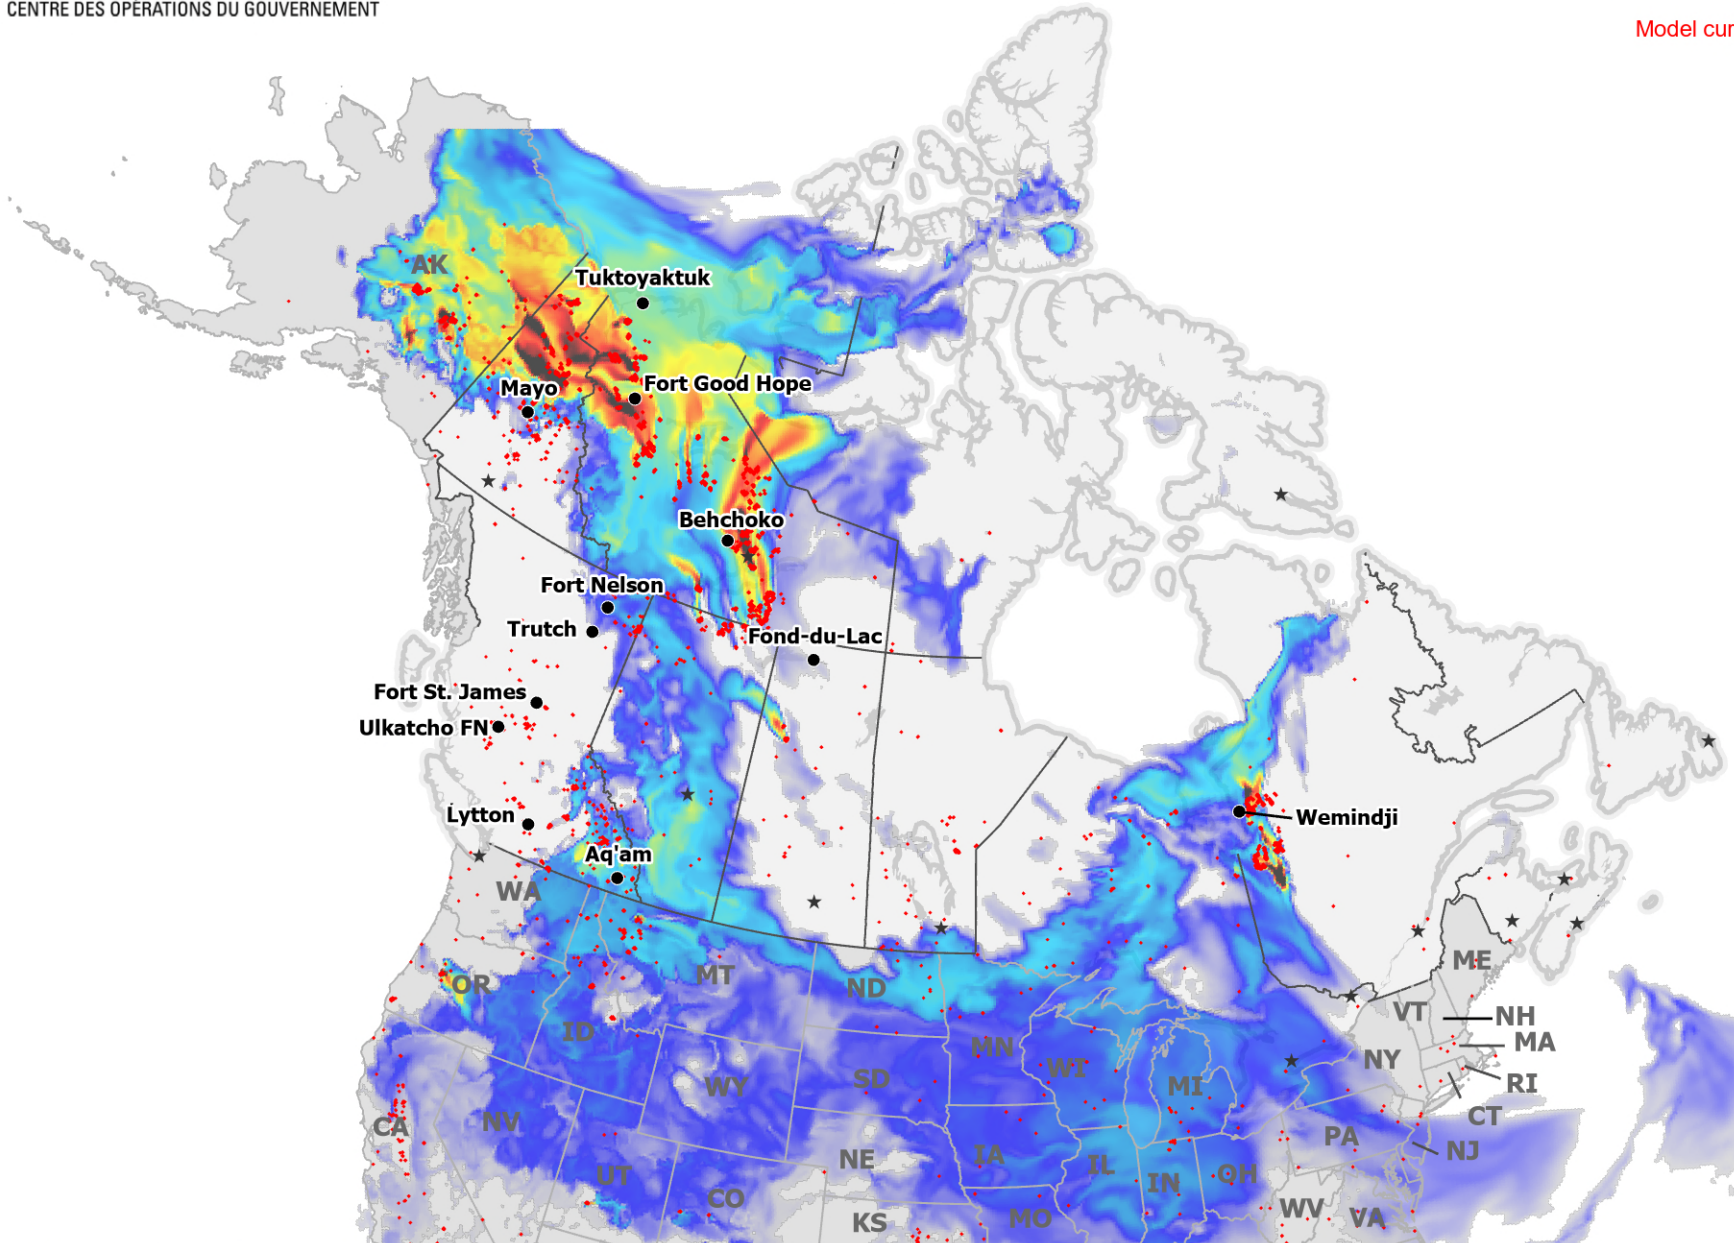 CENTRE DES OPÉRATIONS DU GOUVERNEMENT
Model cur
AK
Tuktoyaktuk
Mayo
Fort Good Hope
Behchoko
Fort Nelson
Trutch
Fond-du-Lac
Fort St. James
Ulkatcho FN
Lytton
Wemindji
Aq'am
WA
OR
MT
ND
ME
VT
NH
ID
MN
NY
MA
WY
SD
WI
MI
RI
CA
NV
CT
PA
NJ
NE
IA
IL
IN
OH
UT
CO
KS
MO
WV
VA